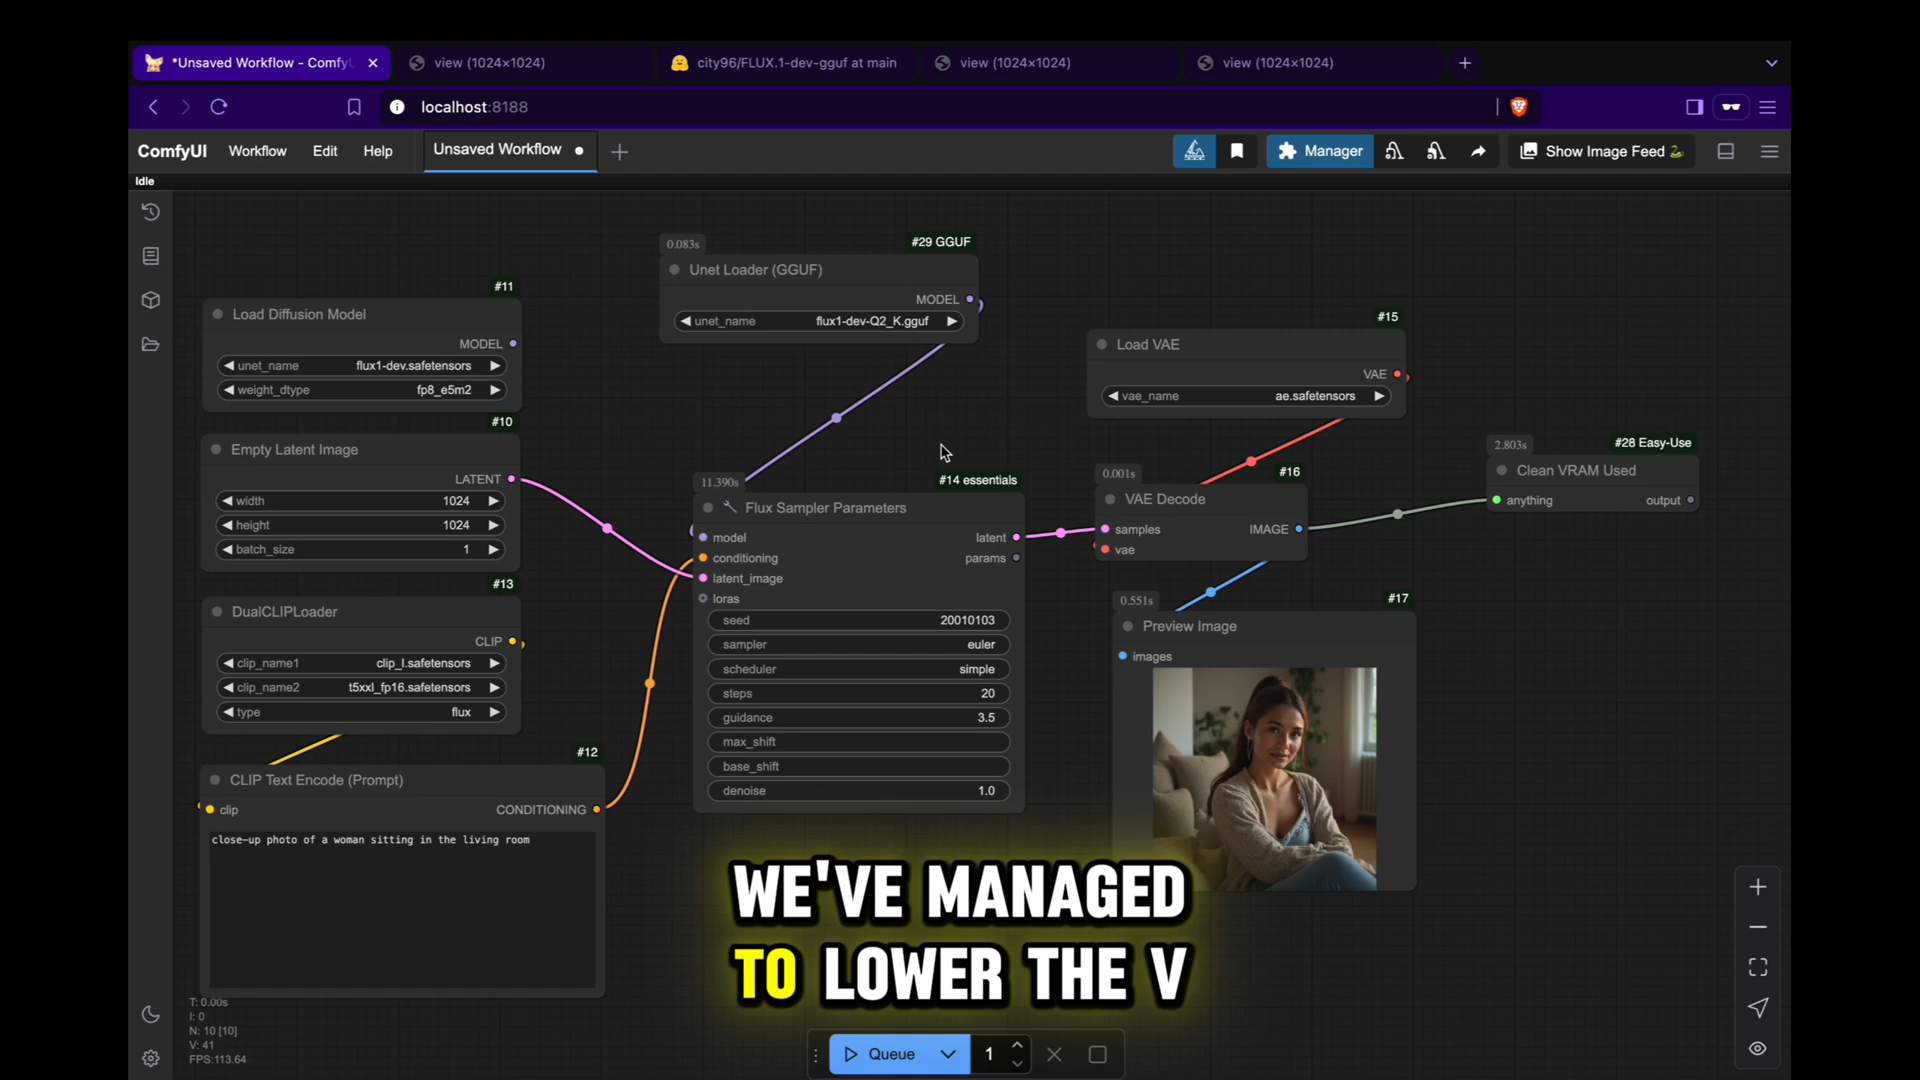 *Unsaved Workflow - ComfyU
view (1024×1024)
city96/FLUX.1-dev-gguf at main
view (1024×1024)
view (1024×1024)
localhost:8188
ComfyUI
Workflow
Edit
Help
Unsaved Workflow
Manager
Show Image Feed
Idle
0.083s
#29 GGUF
Unet Loader (GGUF)
MODEL
unet_name flux1-dev-Q2_K.gguf
#11
Load Diffusion Model
MODEL
unet_name flux1-dev.safetensors
weight_dtype fp8_e5m2
#10
Empty Latent Image
LATENT
width 1024
height 1024
batch_size 1
#13
DualCLIPLoader
CLIP
clip_name1 clip_l.safetensors
clip_name2 t5xxl_fp16.safetensors
type flux
#12
CLIP Text Encode (Prompt)
clip CONDITIONING
close-up photo of a woman sitting in the living room
11.390s
#14 essentials
Flux Sampler Parameters
model latent
conditioning params
latent_image
loras
seed 20010103
sampler euler
scheduler simple
steps 20
guidance 3.5
max_shift
base_shift
denoise 1.0
#15
Load VAE
VAE
vae_name ae.safetensors
0.001s
#16
VAE Decode
samples IMAGE
vae
0.551s
#17
Preview Image
images
2.803s
#28 Easy-Use
Clean VRAM Used
anything output
WE'VE MANAGED
TO LOWER THE V
T: 0.00s
I: 0
N: 10 [10]
V: 41
FPS:113.64
Queue
1